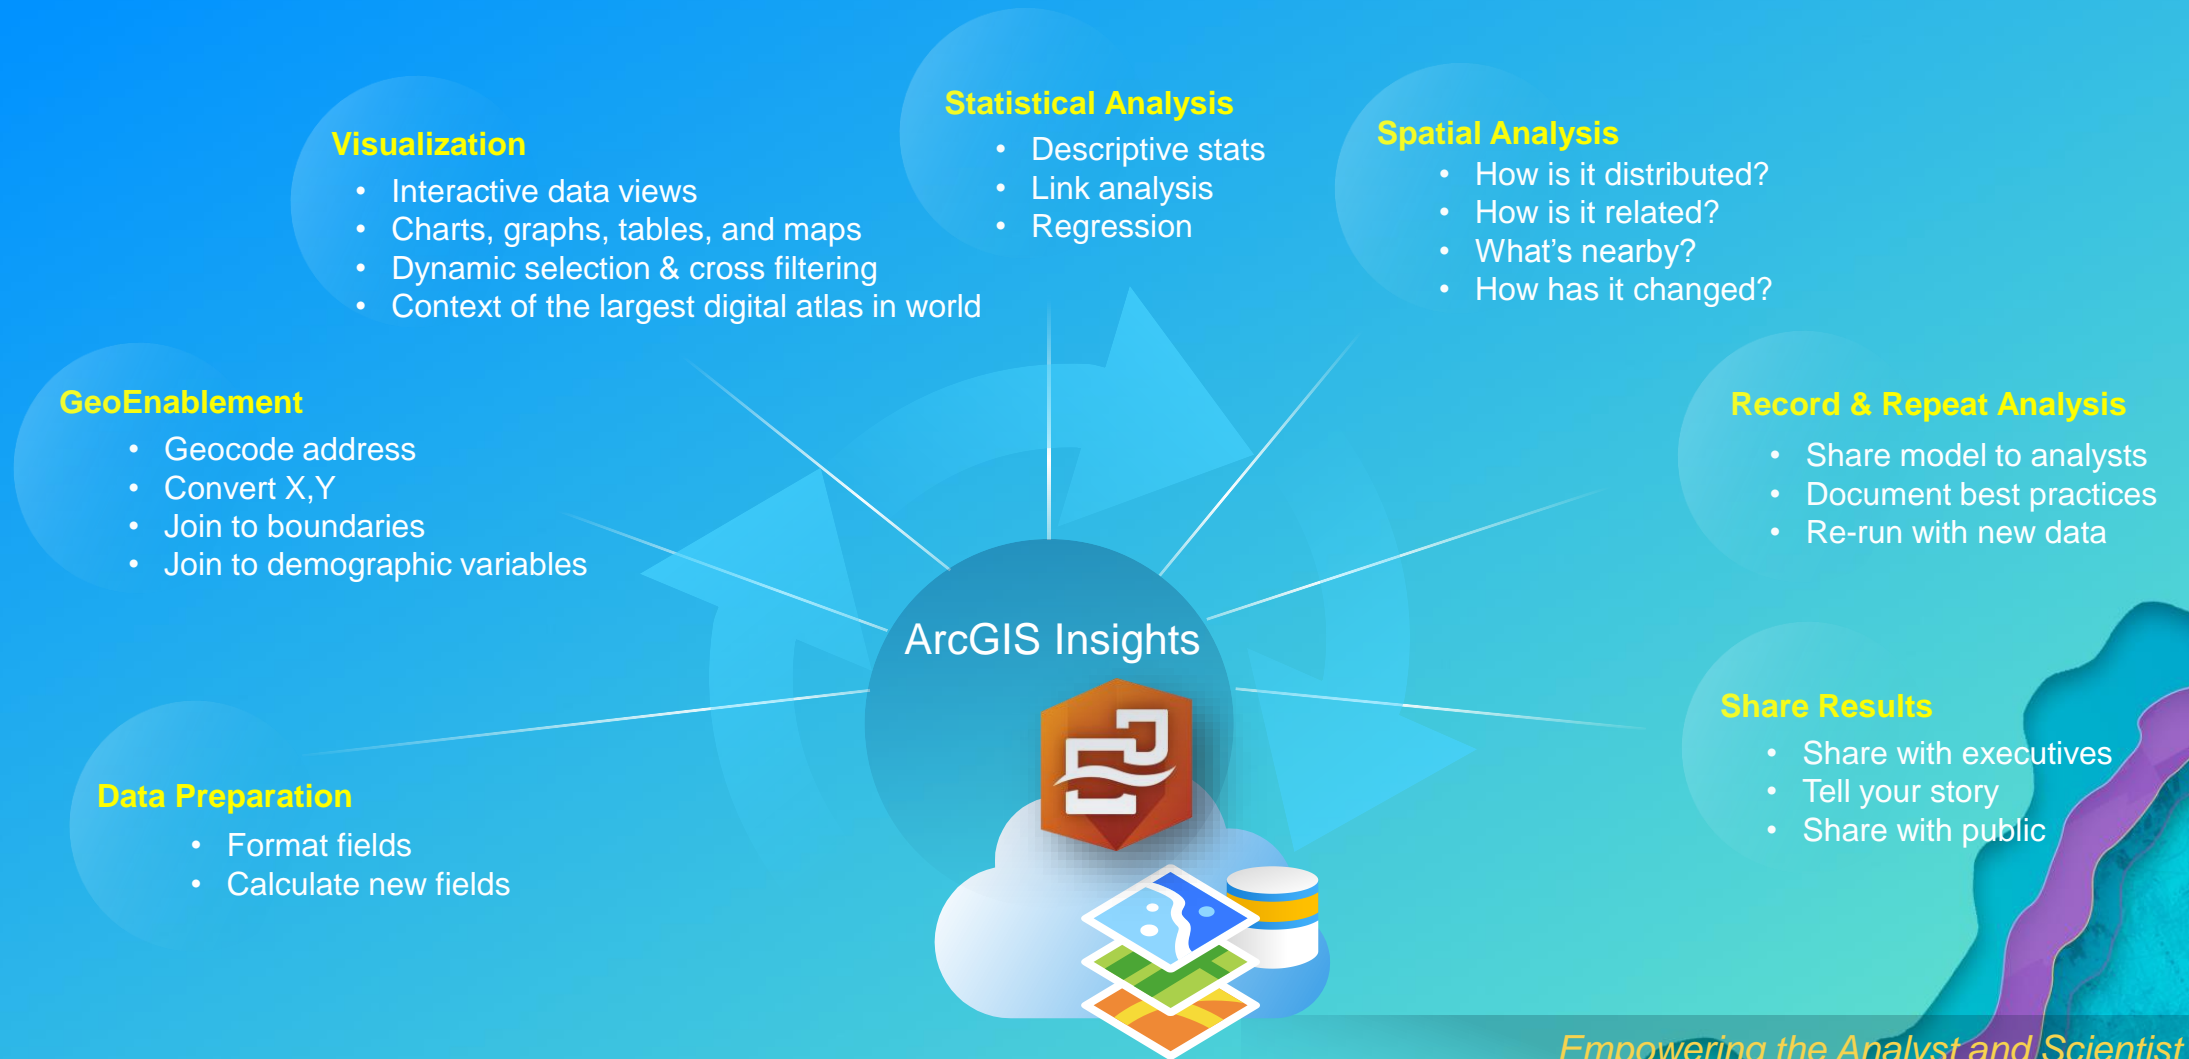 Statistical Analysis
• Descriptive stats
• Link analysis
• Regression
Visualization
• Interactive data views
• Charts, graphs, tables, and maps
• Dynamic selection & cross filtering
• Context of the largest digital atlas in world
Spatial Analysis
• How is it distributed?
• How is it related?
• What’s nearby?
• How has it changed?
GeoEnablement
• Geocode address
• Convert X,Y
• Join to boundaries
• Join to demographic variables
Record & Repeat Analysis
• Share model to analysts
• Document best practices
• Re-run with new data
ArcGIS Insights
Data Preparation
• Format fields
• Calculate new fields
Share Results
• Share with executives
• Tell your story
• Share with public
Empowering the Analyst and Scientist